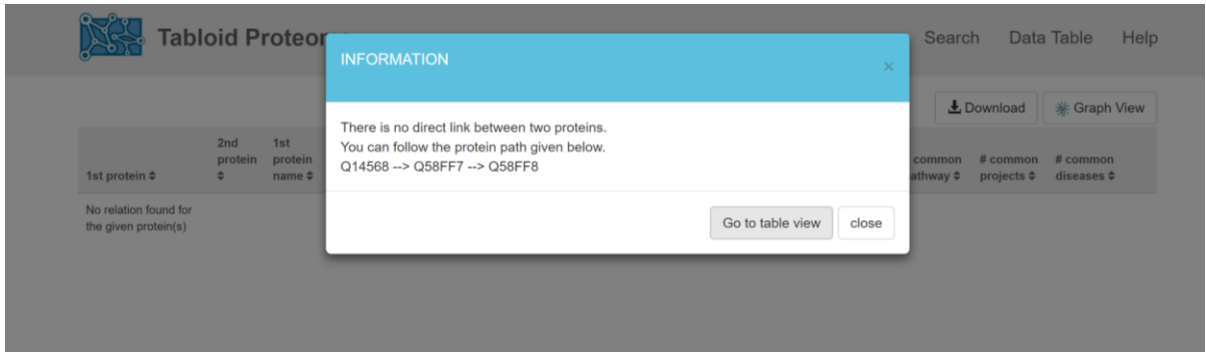 Tabloid Proteom
Search Data Table Help
INFORMATION
×
There is no direct link between two proteins.
You can follow the protein path given below.
Q14568 --> Q58FF7 --> Q58FF8
Go to table view
close
Download
Graph View
1st protein
2nd
protein
1st
protein
name
common
athway
# common
projects
# common
diseases
No relation found for
the given protein(s)